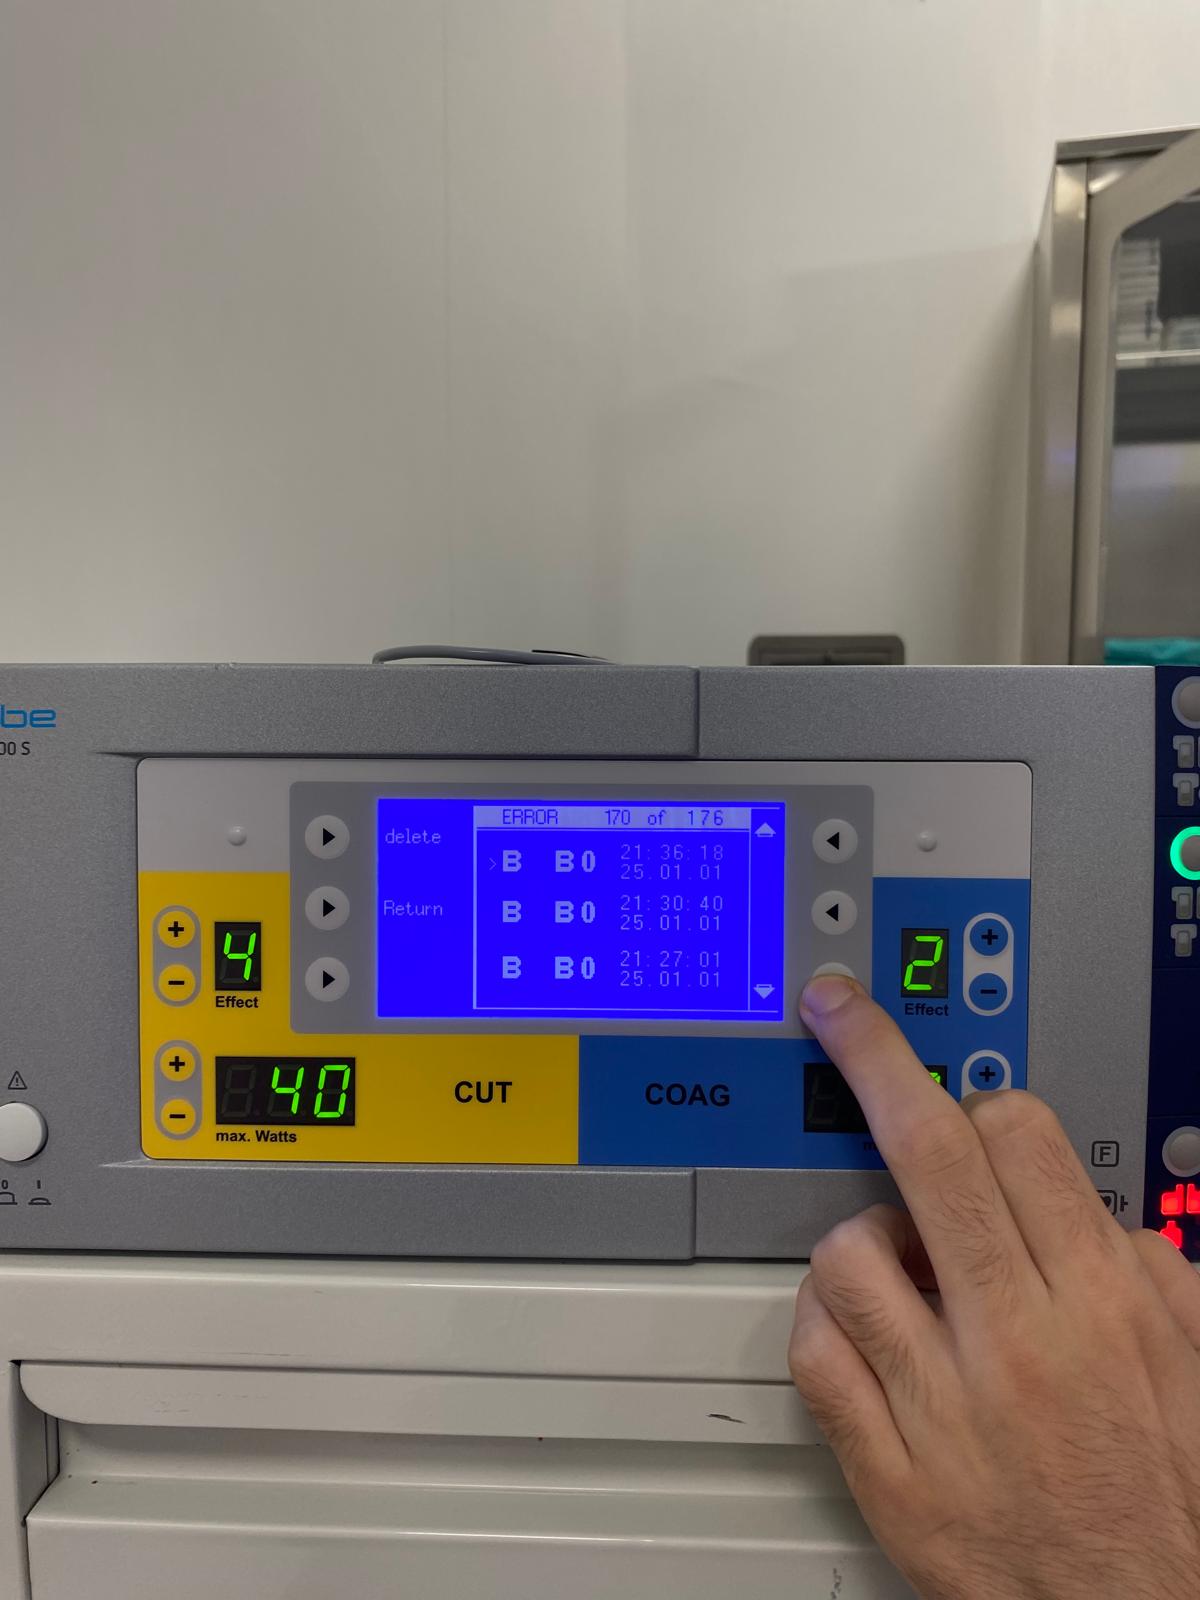 be
00 S
ERROR 170 of 176
delete
>B B0 21:36:18
25.01.01
Return
B B0 21:30:40
25.01.01
B B0 21:27:01
25.01.01
+
4
-
Effect
+
2
-
Effect
+
40
-
max. Watts
CUT
COAG
+
F
0 I